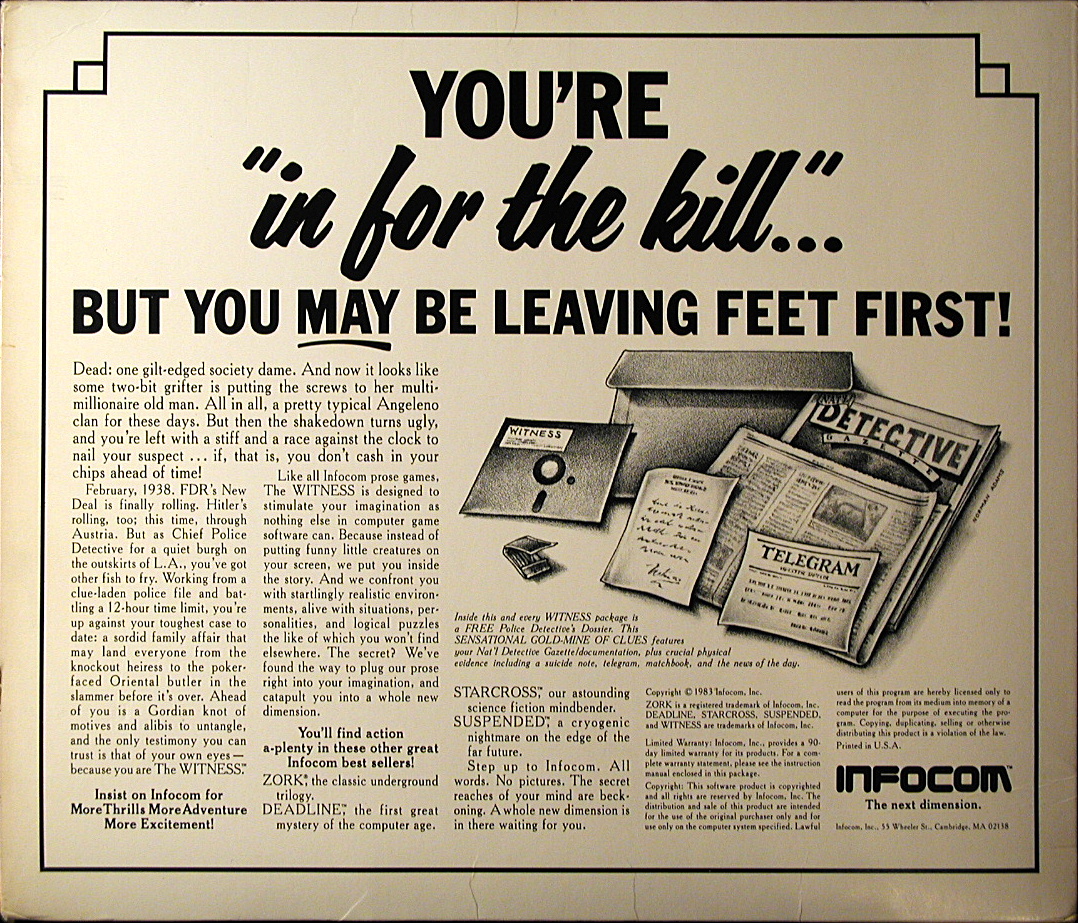 YOU'RE
"in for the kill..."
BUT YOU MAY BE LEAVING FEET FIRST!
Dead: one gilt-edged society dame. And now it looks like
some two-bit grifter is putting the screws to her multi-
millionaire old man. All in all, a pretty typical Angeleno
clan for these days. But then the shakedown turns ugly,
and you're left with a stiff and a race against the clock to
nail your suspect ... if, that is, you don't cash in your
chips ahead of time!
February, 1938. FDR's New
Deal is finally rolling. Hitler's
rolling, too; this time, through
Austria. But as Chief Police
Detective for a quiet burgh on
the outskirts of L.A., you've got
other fish to fry. Working from a
clue-laden police file and bat-
tling a 12-hour time limit, you're
up against your toughest case to
date: a sordid family affair that
may land everyone from the
knockout heiress to the poker-
faced Oriental butler in the
slammer before it's over. Ahead
of you is a Gordian knot of
motives and alibis to untangle,
and the only testimony you can
trust is that of your own eyes—
because you are The WITNESS.™
Insist on Infocom for
More Thrills More Adventure
More Excitement!
Like all Infocom prose games,
The WITNESS is designed to
stimulate your imagination as
nothing else in computer game
software can. Because instead of
putting funny little creatures on
your screen, we put you inside
the story. And we confront you
with startlingly realistic environ-
ments, alive with situations, per-
sonalities, and logical puzzles
the like of which you won't find
elsewhere. The secret? We've
found the way to plug our prose
right into your imagination, and
catapult you into a whole new
dimension.
You'll find action
a-plenty in these other great
Infocom best sellers!
ZORK,® the classic underground
trilogy.
DEADLINE,™ the first great
mystery of the computer age.
WITNESS
NAT'L
DETECTIVE
GAZETTE
TELEGRAM
NORMAN ADAMS
Inside this and every WITNESS package is
a FREE Police Detective's Dossier. This
SENSATIONAL GOLD-MINE OF CLUES features
your Nat'l Detective Gazette/documentation, plus crucial physical
evidence including a suicide note, telegram, matchbook, and the news of the day.
STARCROSS,™ our astounding
science fiction mindbender.
SUSPENDED™, a cryogenic
nightmare on the edge of the
far future.
Step up to Infocom. All
words. No pictures. The secret
reaches of your mind are beck-
oning. A whole new dimension is
in there waiting for you.
Copyright © 1983 Infocom, Inc.
ZORK is a registered trademark of Infocom, Inc.
DEADLINE, STARCROSS, SUSPENDED,
and WITNESS are trademarks of Infocom, Inc.
Limited Warranty: Infocom, Inc., provides a 90-
day limited warranty for its products. For a com-
plete warranty statement, please see the instruction
manual enclosed in this package.
Copyright: This software product is copyrighted
and all rights are reserved by Infocom, Inc. The
distribution and sale of this product are intended
for the use of the original purchaser only and for
use only on the computer system specified. Lawful
users of this program are hereby licensed only to
read the program from its medium into memory of a
computer for the purpose of executing the pro-
gram. Copying, duplicating, selling or otherwise
distributing this product is a violation of the law.
Printed in U.S.A.
INFOCOM™
The next dimension.
Infocom, Inc., 55 Wheeler St., Cambridge, MA 02138